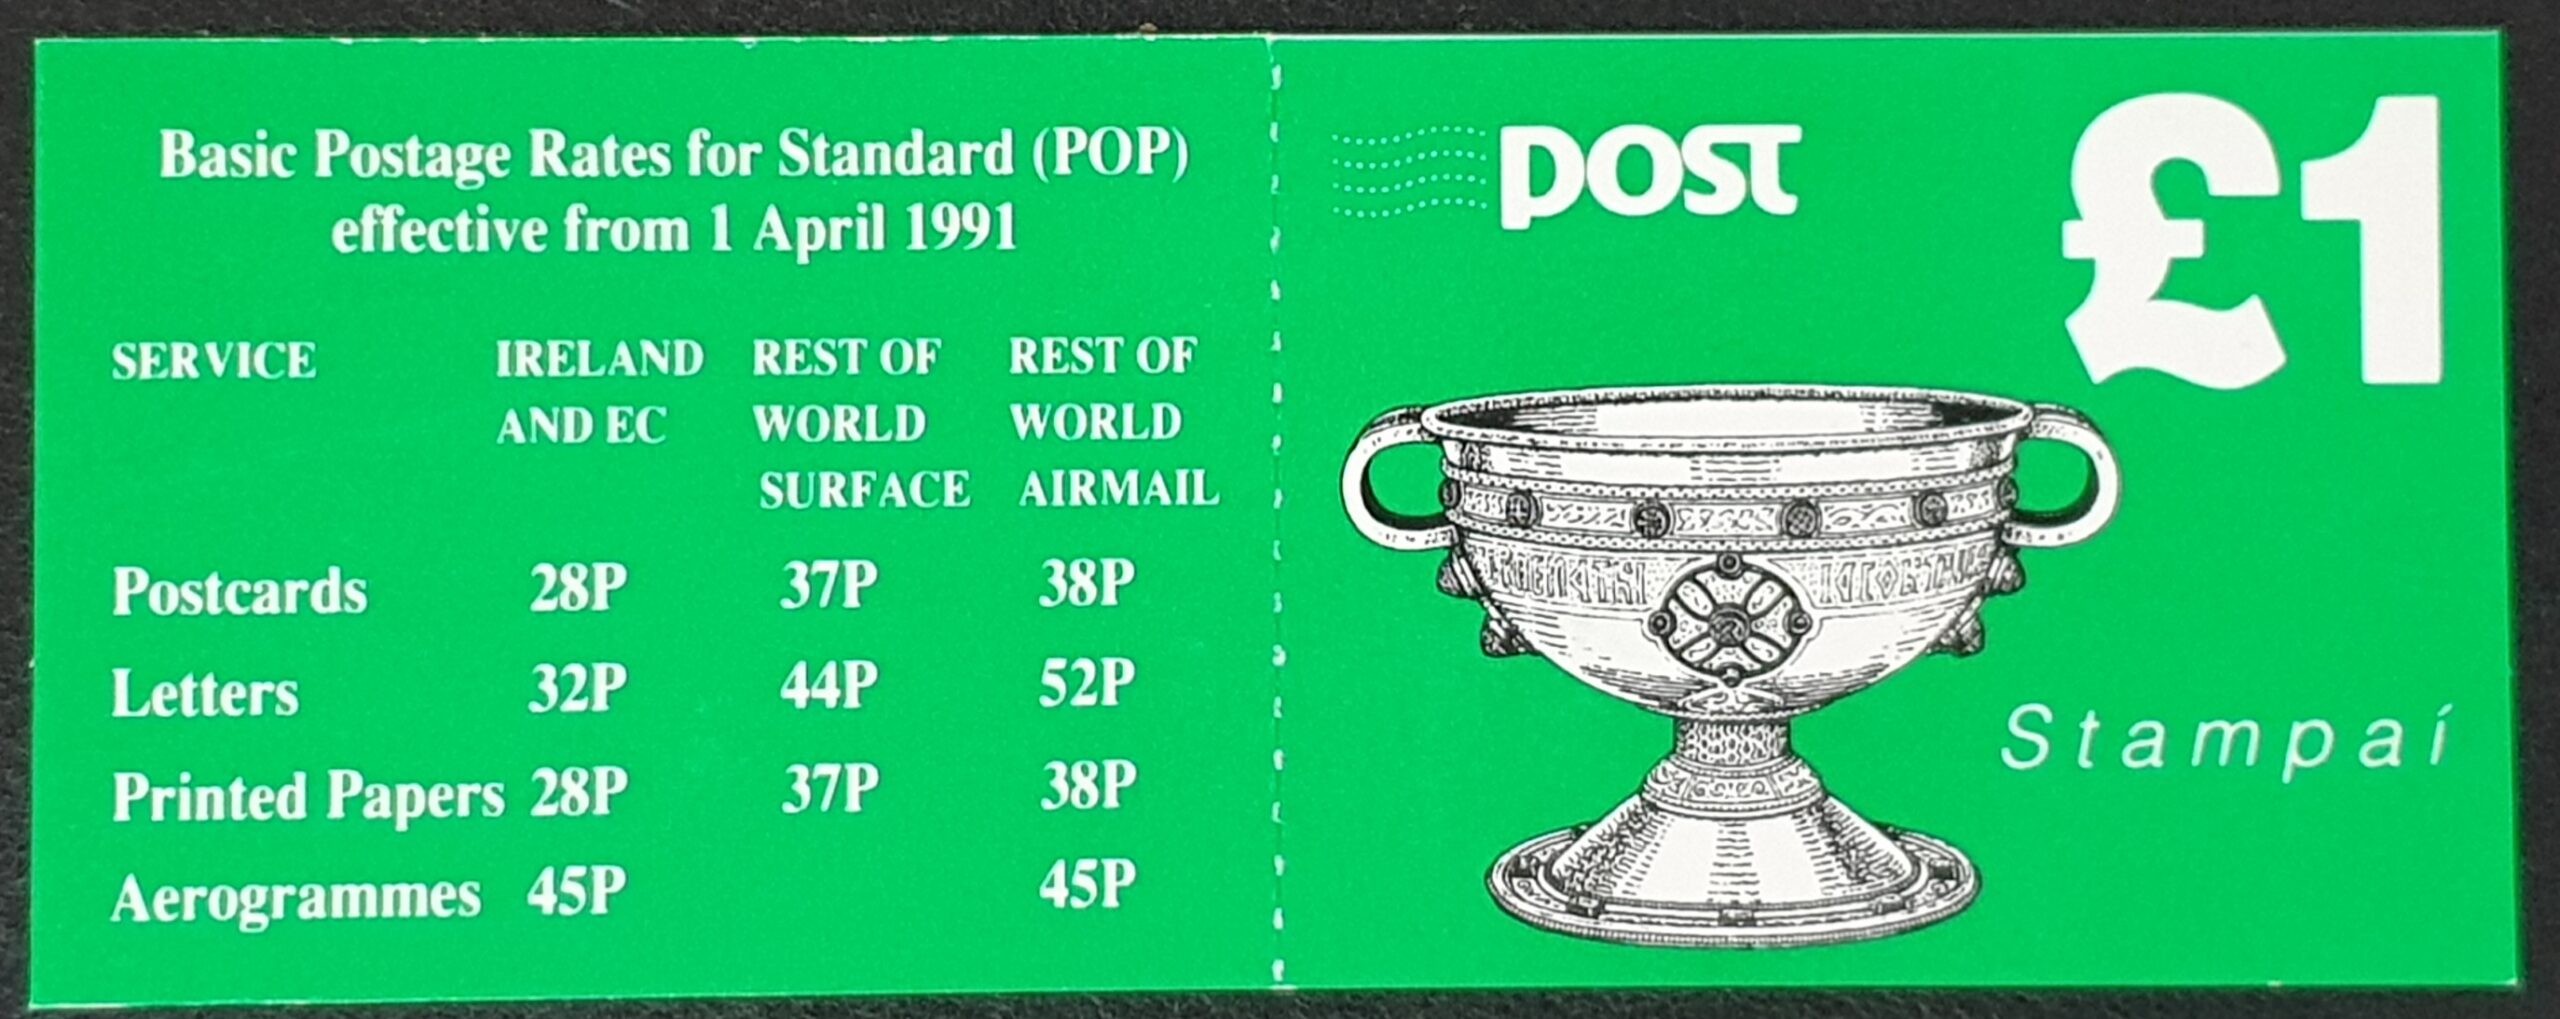 Basic Postage Rates for Standard (POP)
effective from 1 April 1991
SERVICE IRELAND AND EC REST OF WORLD SURFACE REST OF WORLD AIRMAIL
Postcards 28P 37P 38P
Letters 32P 44P 52P
Printed Papers 28P 37P 38P
Aerogrammes 45P 45P
post
£1
Stampaí